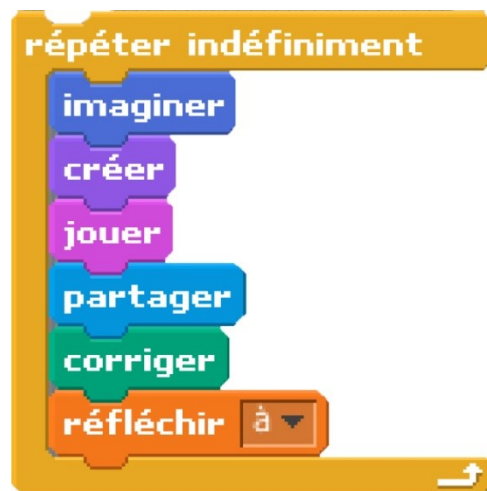 répéter indéfiniment
imaginer
créer
jouer
partager
corriger
réfléchir à